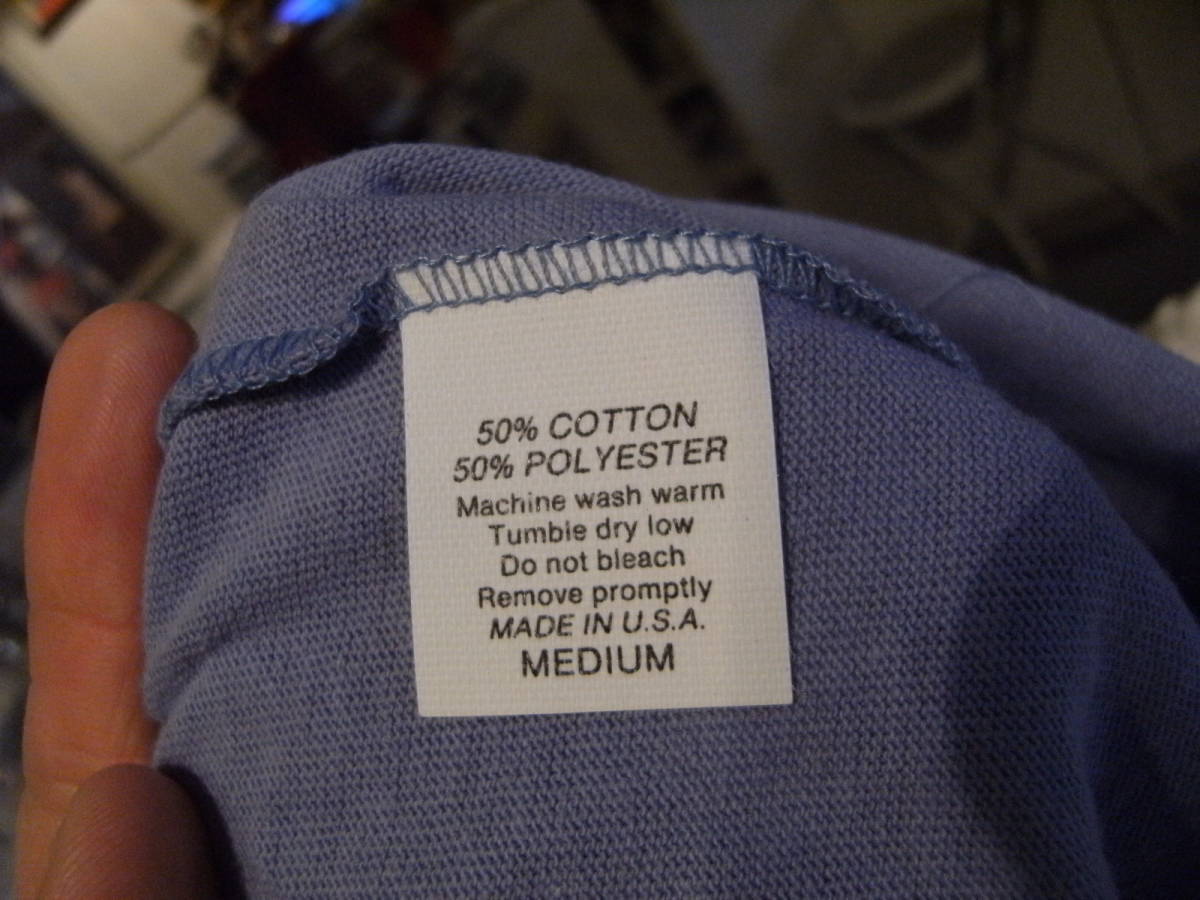 50% COTTON
50% POLYESTER
Machine wash warm
Tumble dry low
Do not bleach
Remove promptly
MADE IN U.S.A.
MEDIUM